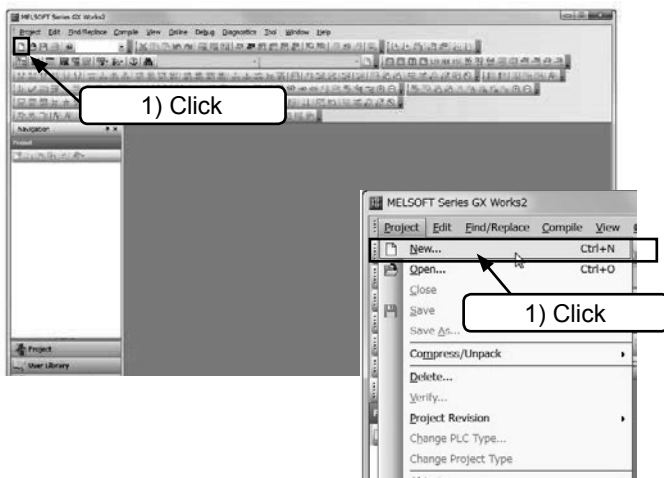 MELSOFT Series GX Works2
Project Edit Find/Replace Compile View Online Debug Diagnostics Tool Window Help
1) Click
Navigation
Project
Project
User Library
MELSOFT Series GX Works2
Project Edit Find/Replace Compile View
New... Ctrl+N
Open... Ctrl+O
Close
Save
Save As...
1) Click
Compress/Unpack
Delete...
Verify...
Project Revision
Change PLC Type...
Change Project Type